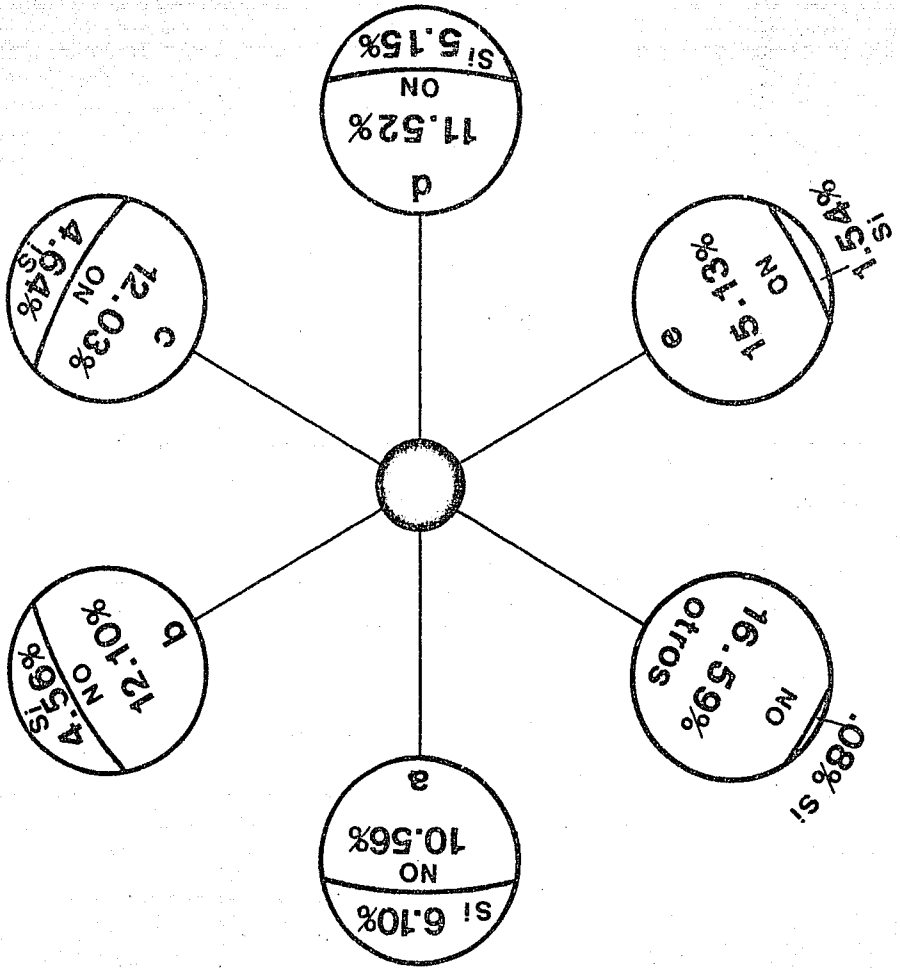 a
10.56%
NO
Si 6.10%
b
12.10%
NO
4.56%
Si
c
12.03%
NO
4.64%
Si
d
11.52%
NO
Si 5.15%
e
15.13%
NO
1.54%
Si
otros
16.59%
NO
.08% Si